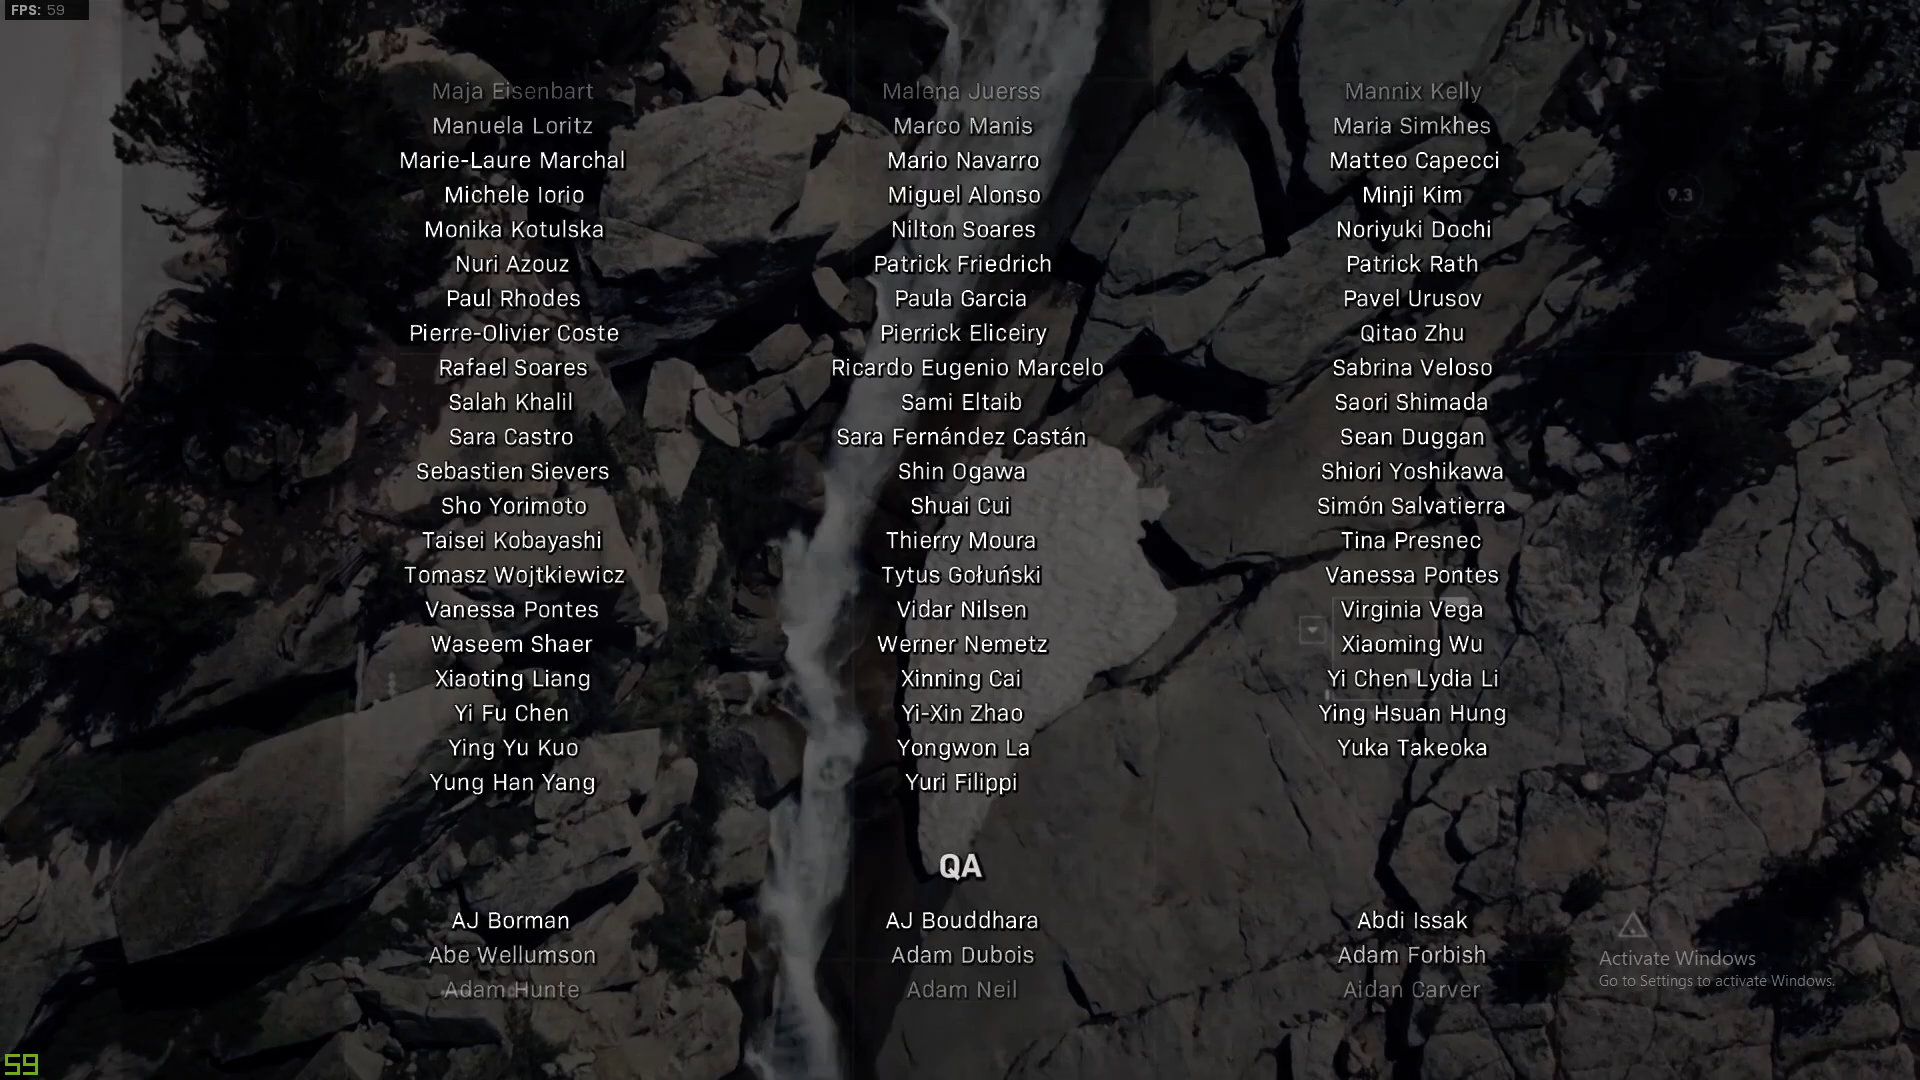 FPS: 59
Maja Eisenbart Malena Juerss Mannix Kelly
Manuela Loritz Marco Manis Maria Simkhes
Marie-Laure Marchal Mario Navarro Matteo Capecci
Michele Iorio Miguel Alonso Minji Kim
9.3
Monika Kotulska Nilton Soares Noriyuki Dochi
Nuri Azouz Patrick Friedrich Patrick Rath
Paul Rhodes Paula Garcia Pavel Urusov
Pierre-Olivier Coste Pierrick Eliceiry Qitao Zhu
Rafael Soares Ricardo Eugenio Marcelo Sabrina Veloso
Salah Khalil Sami Eltaib Saori Shimada
Sara Castro Sara Fernández Castán Sean Duggan
Sebastien Sievers Shin Ogawa Shiori Yoshikawa
Sho Yorimoto Shuai Cui Simón Salvatierra
Taisei Kobayashi Thierry Moura Tina Presnec
Tomasz Wojtkiewicz Tytus Gołuński Vanessa Pontes
Vanessa Pontes Vidar Nilsen Virginia Vega
Waseem Shaer Werner Nemetz Xiaoming Wu
Xiaoting Liang Xinning Cai Yi Chen Lydia Li
Yi Fu Chen Yi-Xin Zhao Ying Hsuan Hung
Ying Yu Kuo Yongwon La Yuka Takeoka
Yung Han Yang Yuri Filippi
QA
AJ Borman AJ Bouddhara Abdi Issak
Abe Wellumson Adam Dubois Adam Forbish
Adam Hunte Adam Neil Aidan Carver
Activate Windows
Go to Settings to activate Windows.
59